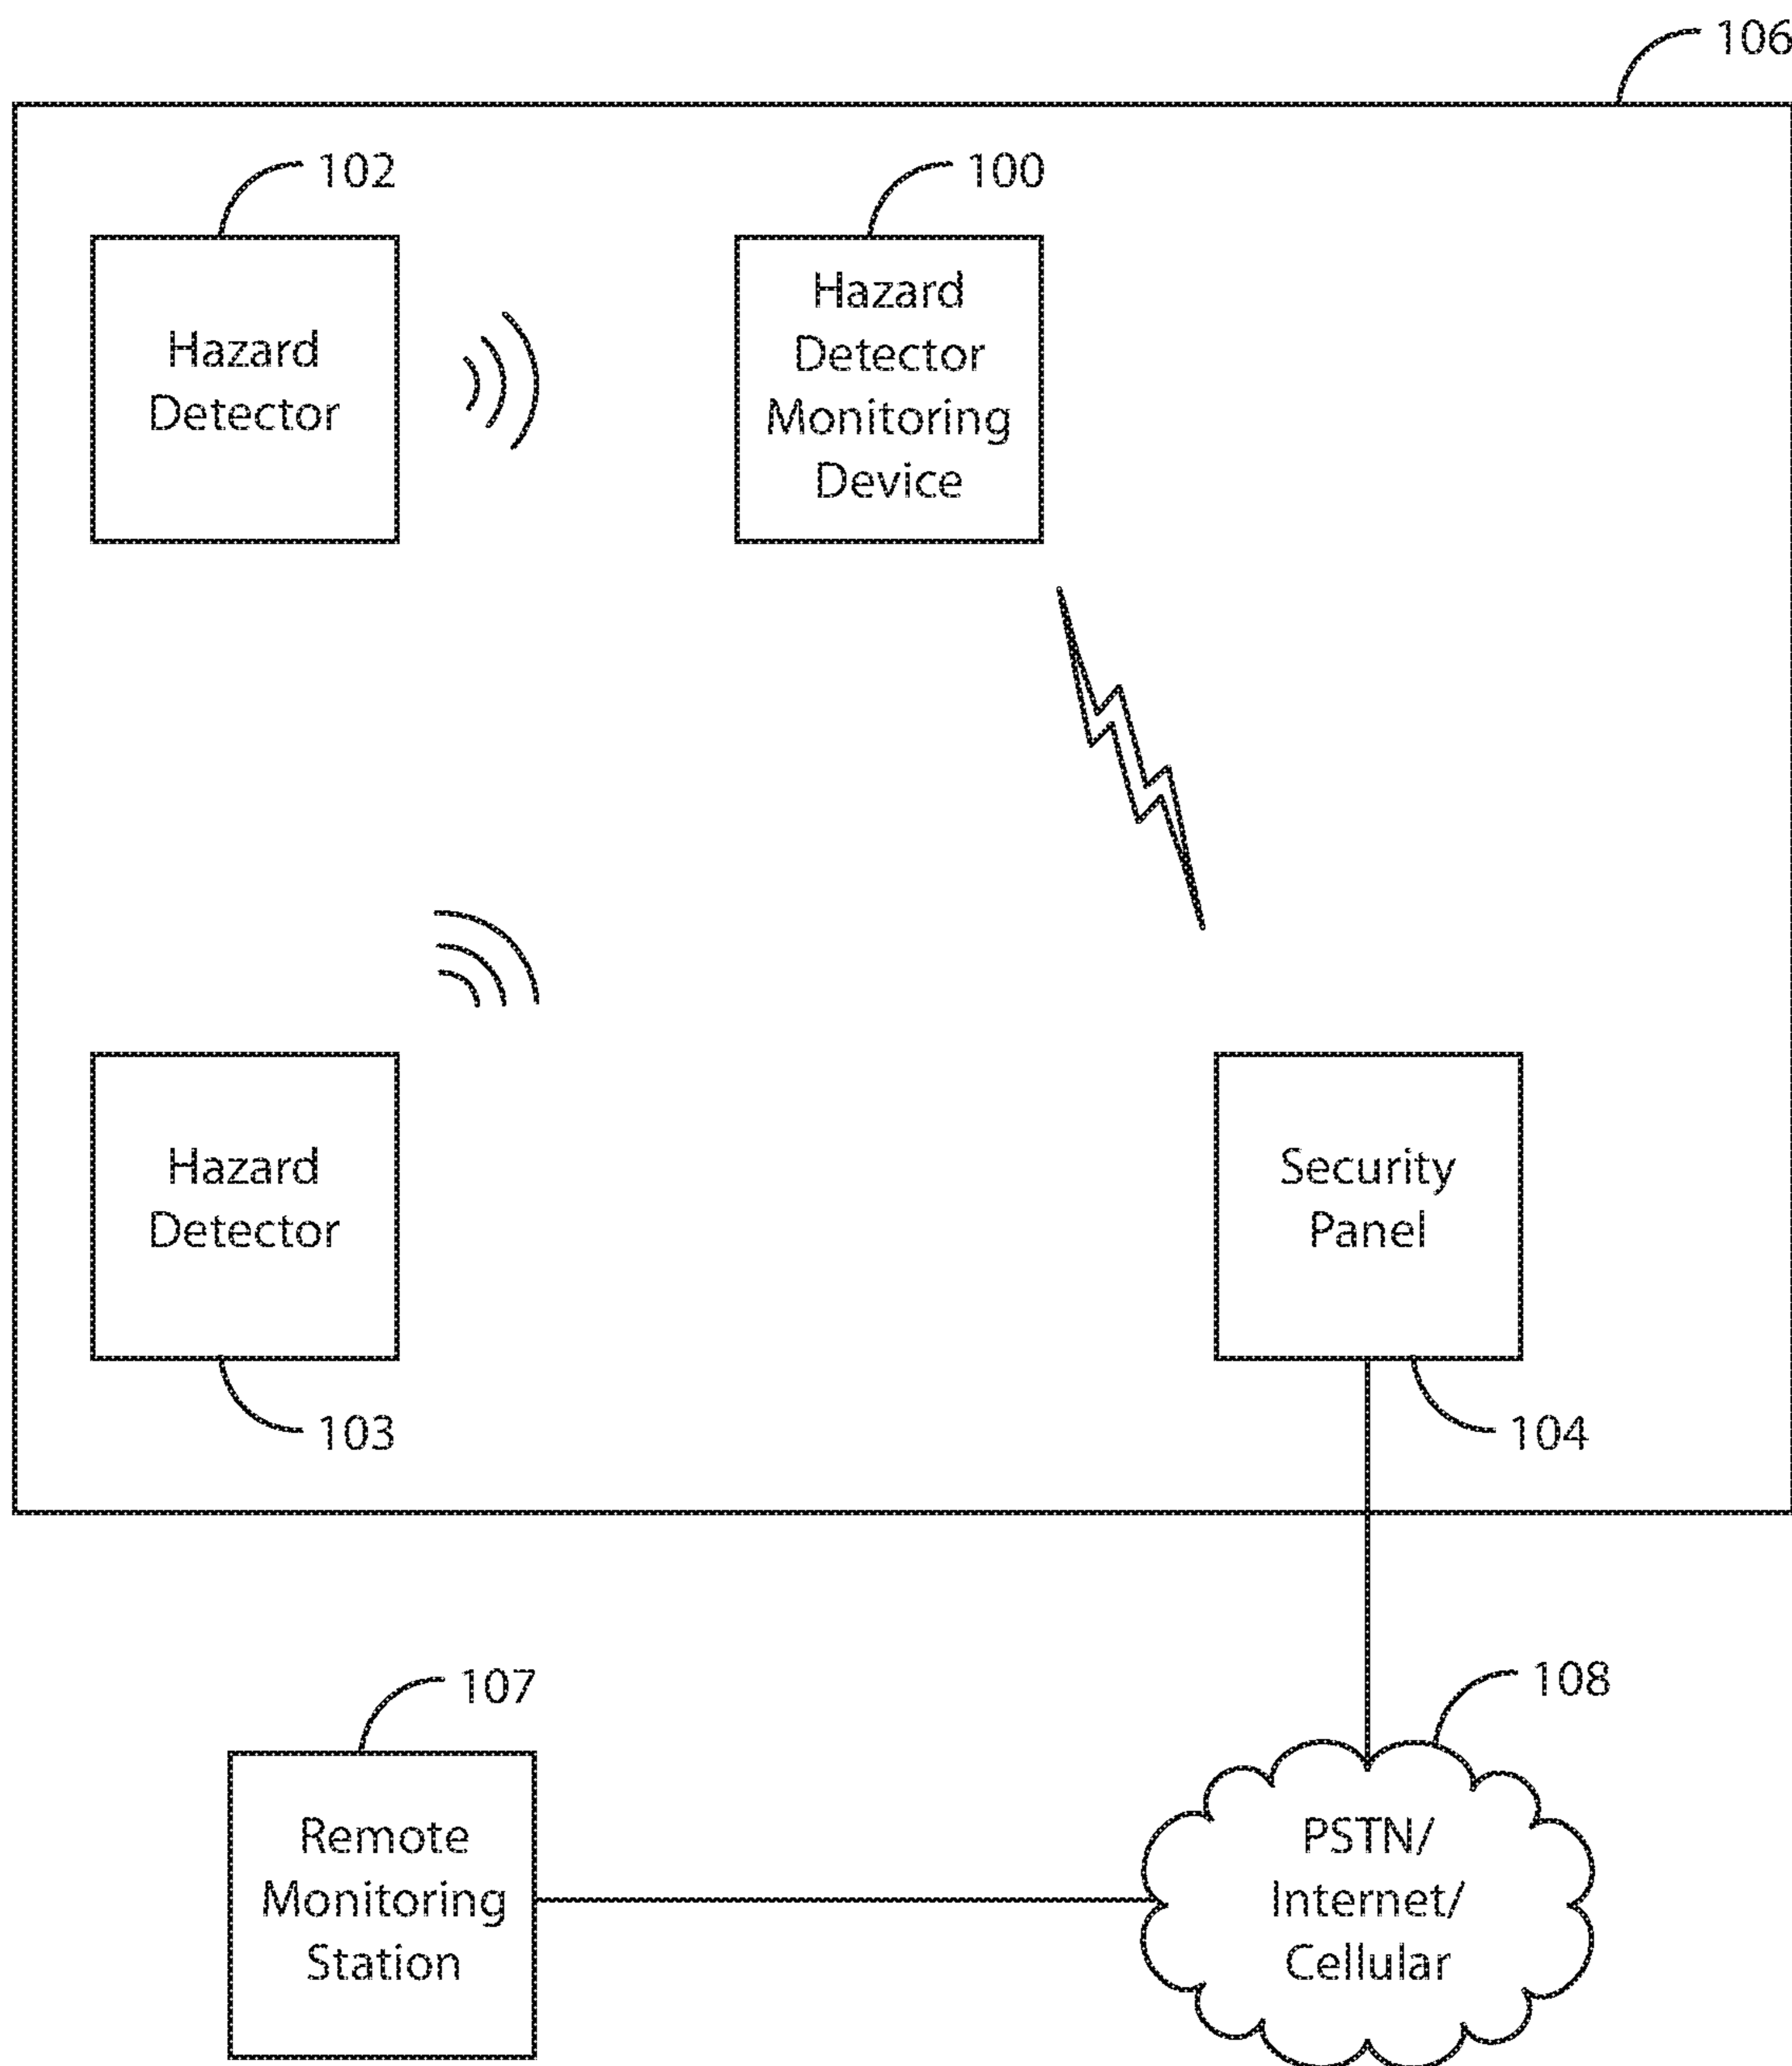 106
102
100
Hazard
Detector
Hazard
Detector
Monitoring
Device
Hazard
Detector
103
Security
Panel
104
107
108
Remote
Monitoring
Station
PSTN/
Internet/
Cellular